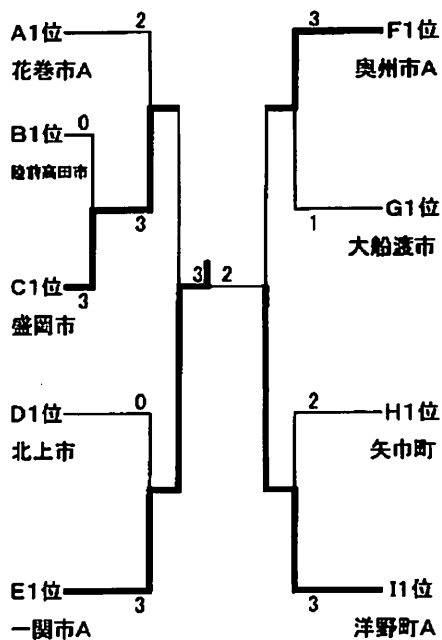 A1位
2
花巻市A
B1位
0
陸前高田市
3
C1位
3
盛岡市
D1位
0
北上市
E1位
3
一関市A
3
2
3
F1位
奥州市A
G1位
1
大船渡市
2
H1位
矢巾町
3
I1位
洋野町A